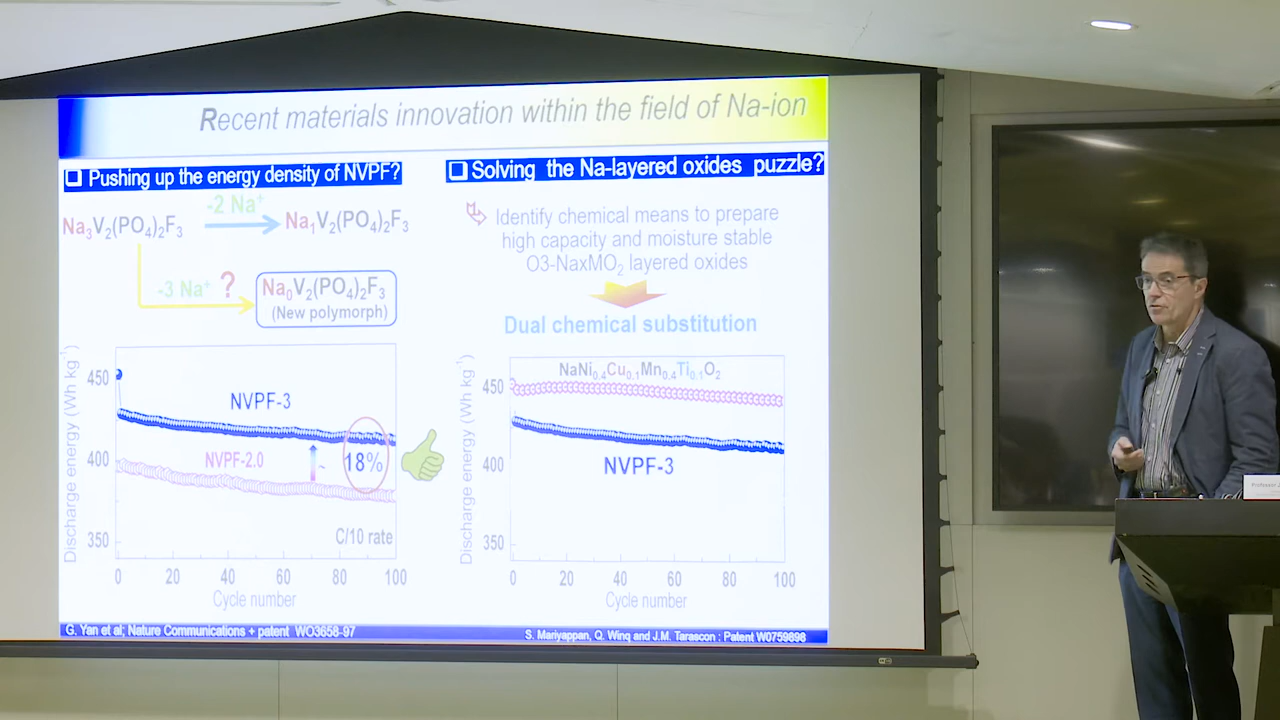 Recent materials innovation within the field of Na-ion
❑ Pushing up the energy density of NVPF?
Na3V2(PO4)2F3
-2 Na+
Na1V2(PO4)2F3
-3 Na+ ?
Na0V2(PO4)2F3
(New polymorph)
Discharge energy (Wh kg-1)
450
400
350
NVPF-3
NVPF-2.0
~ 18%
C/10 rate
0 20 40 60 80 100
Cycle number
G. Yan et al; Nature Communications + patent WO3658-97
❑ Solving the Na-layered oxides puzzle?
Identify chemical means to prepare
high capacity and moisture stable
O3-NaxMO2 layered oxides
Dual chemical substitution
Discharge energy (Wh kg-1)
450
400
350
NaNi0.4Cu0.1Mn0.4Ti0.1O2
NVPF-3
0 20 40 60 80 100
Cycle number
S. Mariyappan, Q. Winq and J.M. Tarascon : Patent W0759898
Professor